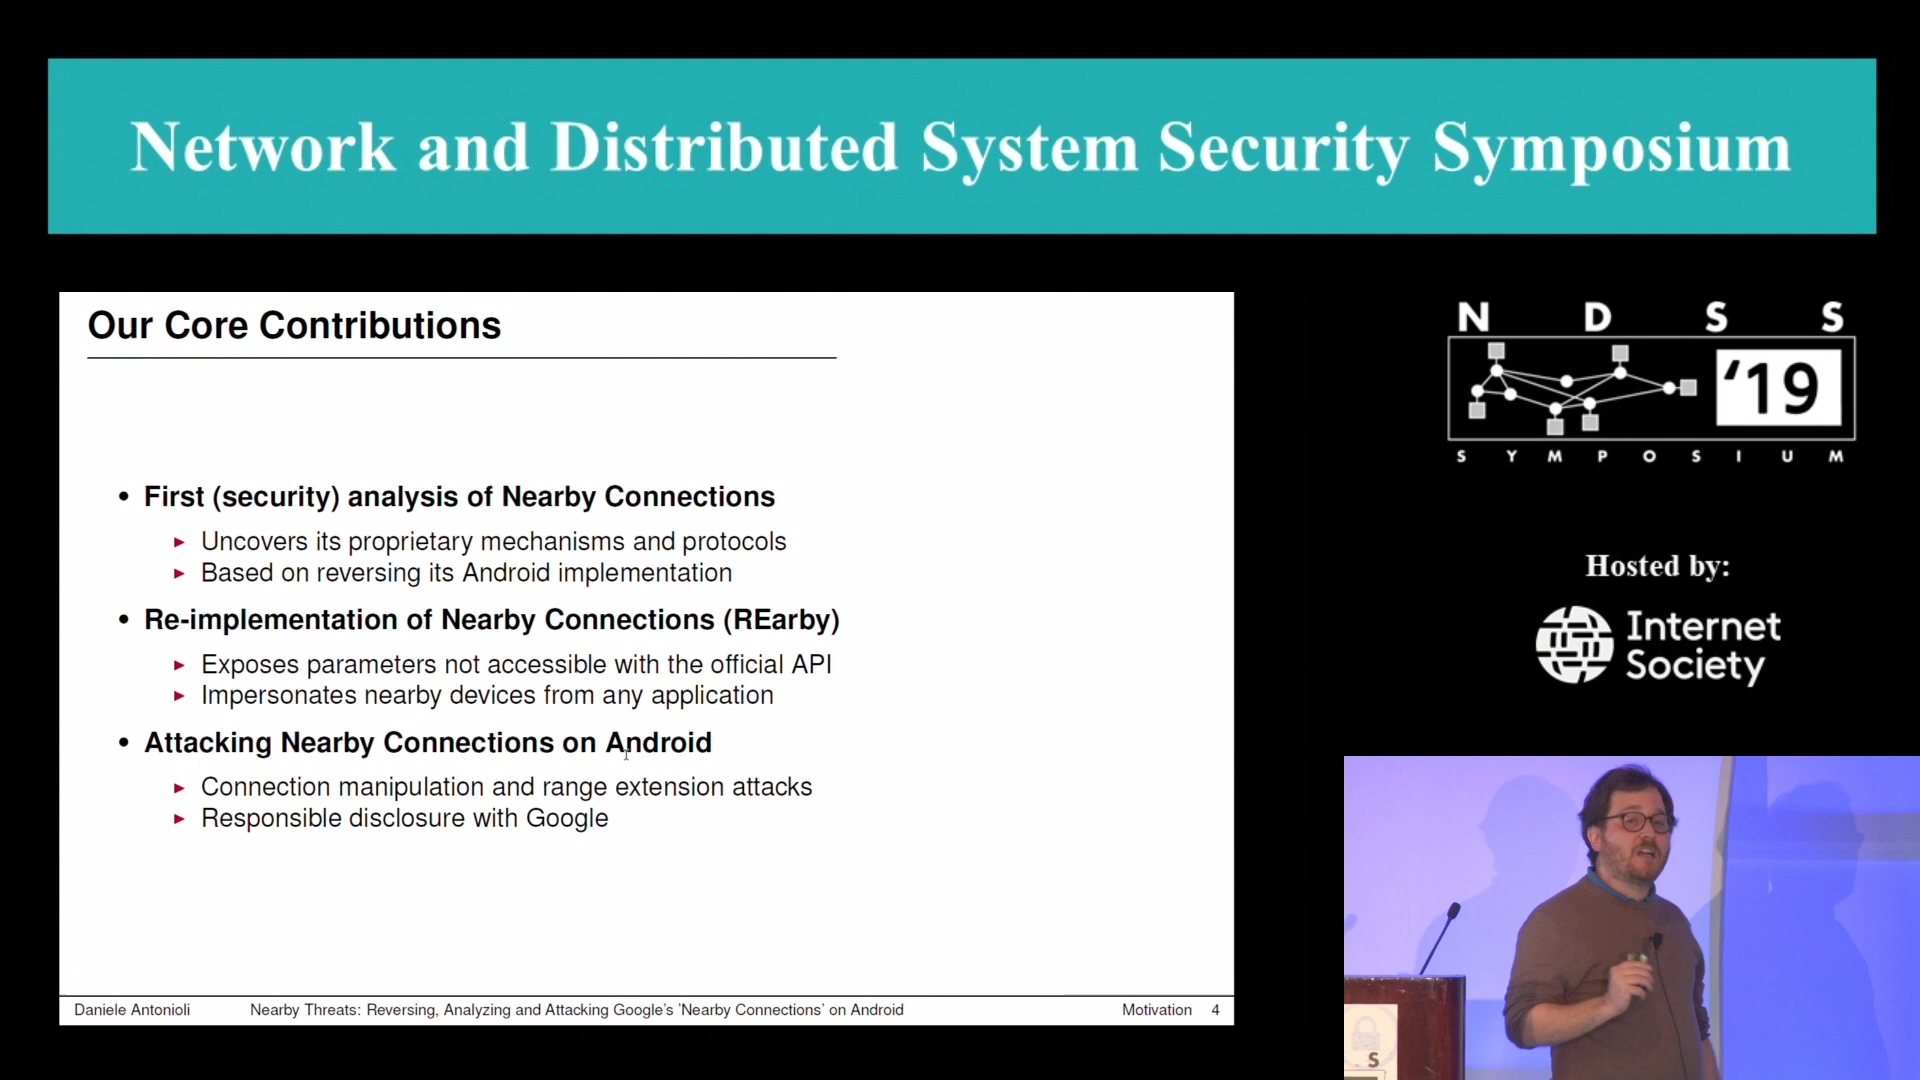 Network and Distributed System Security Symposium
Our Core Contributions
• First (security) analysis of Nearby Connections
▸ Uncovers its proprietary mechanisms and protocols
▸ Based on reversing its Android implementation
• Re-implementation of Nearby Connections (REarby)
▸ Exposes parameters not accessible with the official API
▸ Impersonates nearby devices from any application
• Attacking Nearby Connections on Android
▸ Connection manipulation and range extension attacks
▸ Responsible disclosure with Google
Daniele Antonioli Nearby Threats: Reversing, Analyzing and Attacking Google's 'Nearby Connections' on Android Motivation 4
N D S S
'19
S Y M P O S I U M
Hosted by:
Internet
Society
S